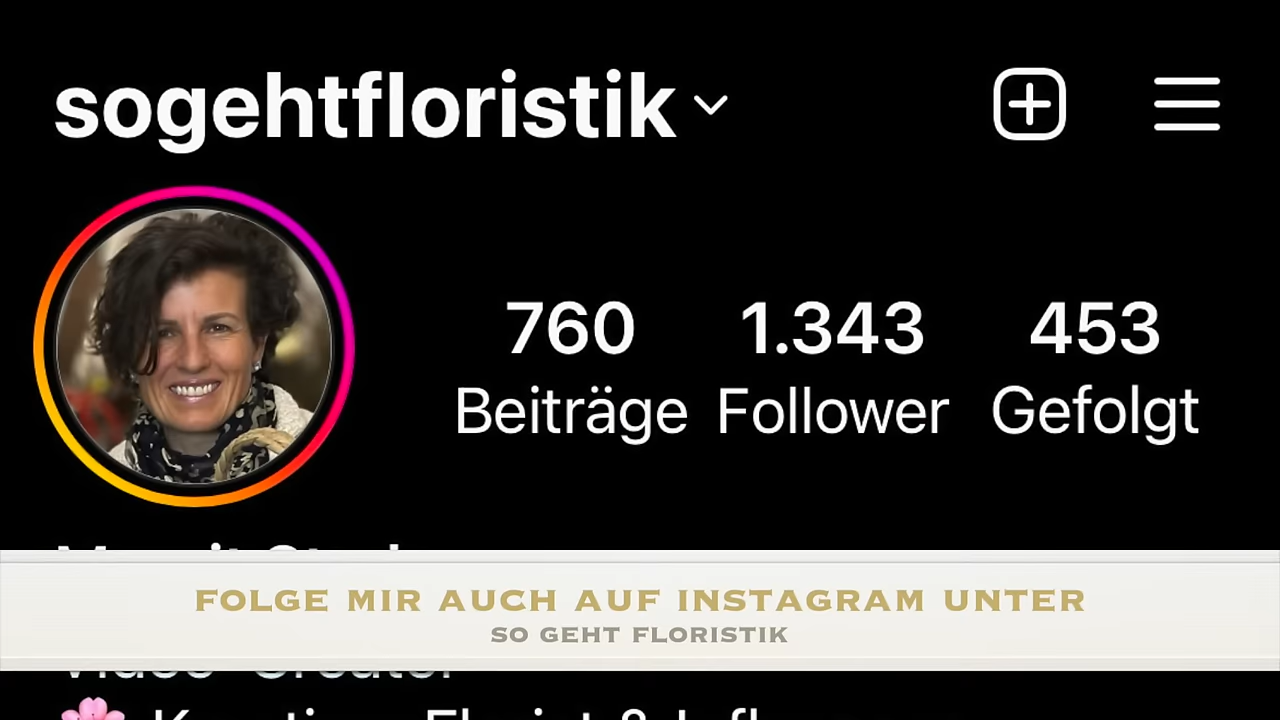 sogehtfloristik
760 1.343 453
Beiträge Follower Gefolgt
FOLGE MIR AUCH AUF INSTAGRAM UNTER
SO GEHT FLORISTIK